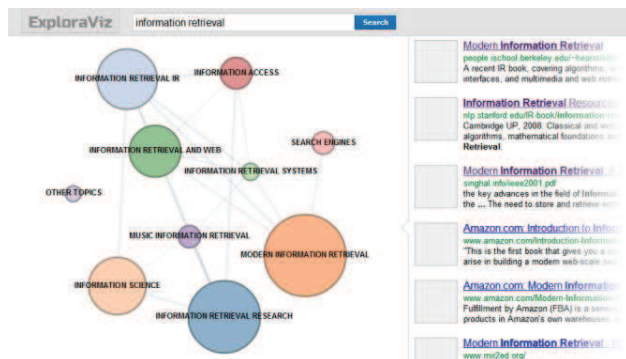 ExploraViz
information retrieval
Search
INFORMATION RETRIEVAL IR
INFORMATION ACCESS
INFORMATION RETRIEVAL AND WEB
SEARCH ENGINES
INFORMATION RETRIEVAL SYSTEMS
OTHER TOPICS
MUSIC INFORMATION RETRIEVAL
MODERN INFORMATION RETRIEVAL
INFORMATION SCIENCE
INFORMATION RETRIEVAL RESEARCH
Modern Information Retrieval
people.ischool.berkeley.edu/~hearst/irbook
A recent IR book, covering algorithms,
interfaces, and multimedia and web
Information Retrieval Resources
nlp.stanford.edu/IR-book/information-
Cambridge UP, 2008. Classical and web
algorithms, mathematical foundations
Retrieval.
Modern Information Retrieval:
singhal.info/ieee2001.pdf
the key advances in the field of Information
the ... The need to store and retrieve
Amazon.com: Introduction to
www.amazon.com/Introduction-Information-
"This is the first book that gives you a
arise in building a modern web-scale
Amazon.com: Modern Information
www.amazon.com/Modern-Information-
Fulfillment by Amazon (FBA) is a service
products in Amazon's own warehouses,
Modern Information Retrieval
www.mir2ed.org/